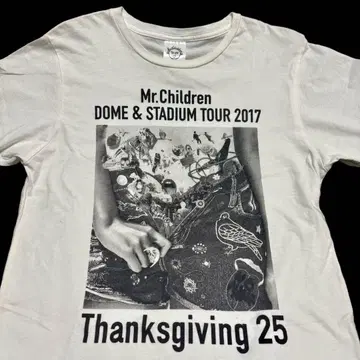 Mr.Children
DOME & STADIUM TOUR 2017
Thanksgiving 25